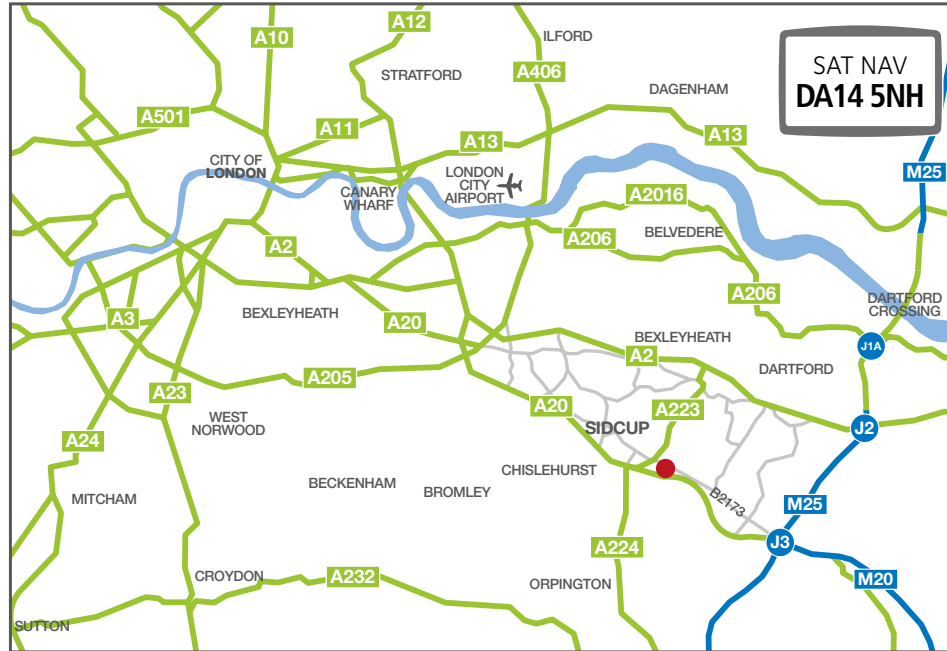 A12
A10
ILFORD
SAT NAV
DA14 5NH
STRATFORD
A406
DAGENHAM
A501
A11
A13
A13
CITY OF
LONDON
CANARY
WHARF
LONDON
CITY
AIRPORT
M25
A2016
A2
A206
BELVEDERE
A206
DARTFORD
CROSSING
A3
BEXLEYHEATH
A20
BEXLEYHEATH
J1A
A2
DARTFORD
A205
A23
A20
A223
WEST
NORWOOD
SIDCUP
J2
A24
CHISLEHURST
BECKENHAM
BROMLEY
MITCHAM
B2173
M25
J3
A224
CROYDON
A232
ORPINGTON
M20
SUTTON